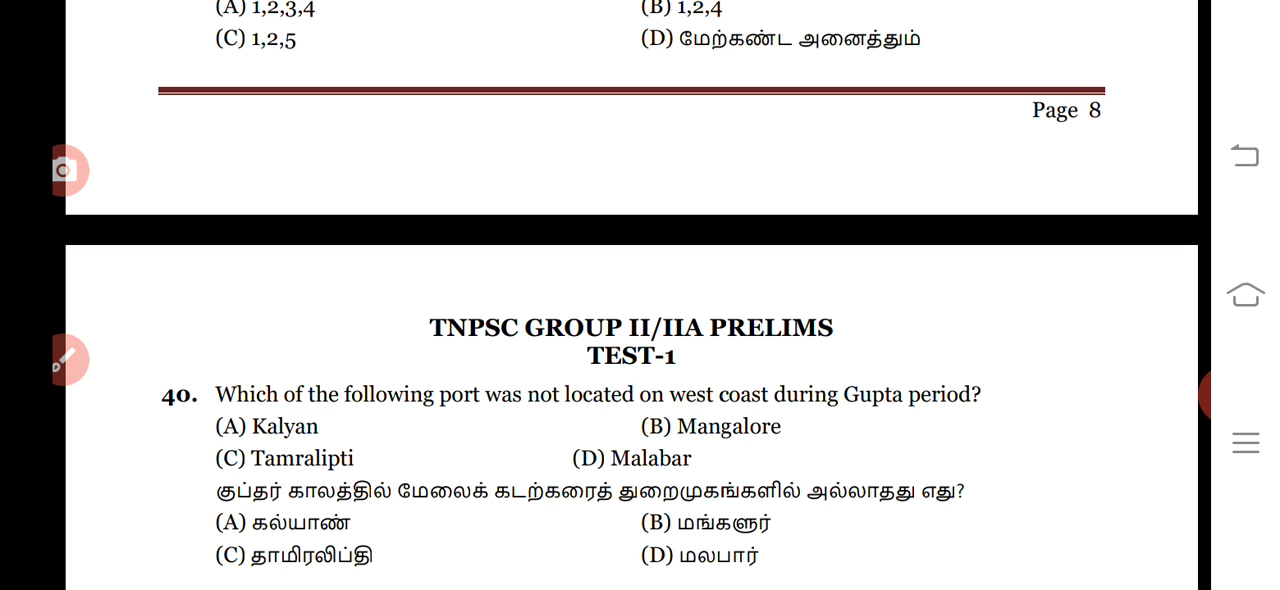 (A) 1,2,3,4 (B) 1,2,4
(C) 1,2,5 (D) மேற்கண்ட அனைத்தும்
Page 8
TNPSC GROUP II/IIA PRELIMS
TEST-1
40. Which of the following port was not located on west coast during Gupta period?
(A) Kalyan (B) Mangalore
(C) Tamralipti (D) Malabar
குப்தர் காலத்தில் மேலைக் கடற்கரைத் துறைமுகங்களில் அல்லாதது எது?
(A) கல்யாண் (B) மங்களூர்
(C) தாமிரலிப்தி (D) மலபார்